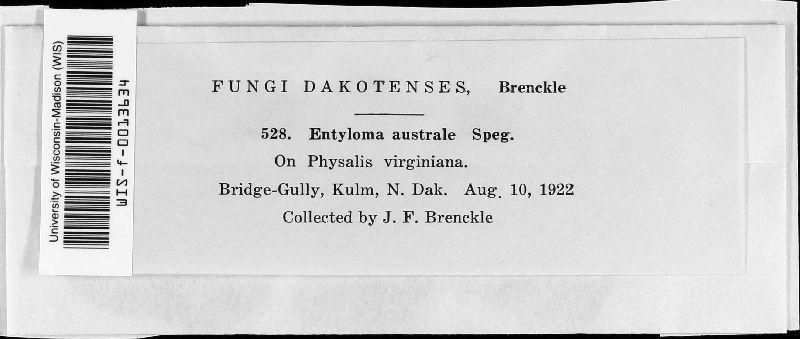 FUNGI DAKOTENSES, Brenckle
528. Entyloma australe Speg.
On Physalis virginiana.
Bridge-Gully, Kulm, N. Dak. Aug. 10, 1922
Collected by J. F. Brenckle
University of Wisconsin-Madison (WIS)
WIS-f-0013934